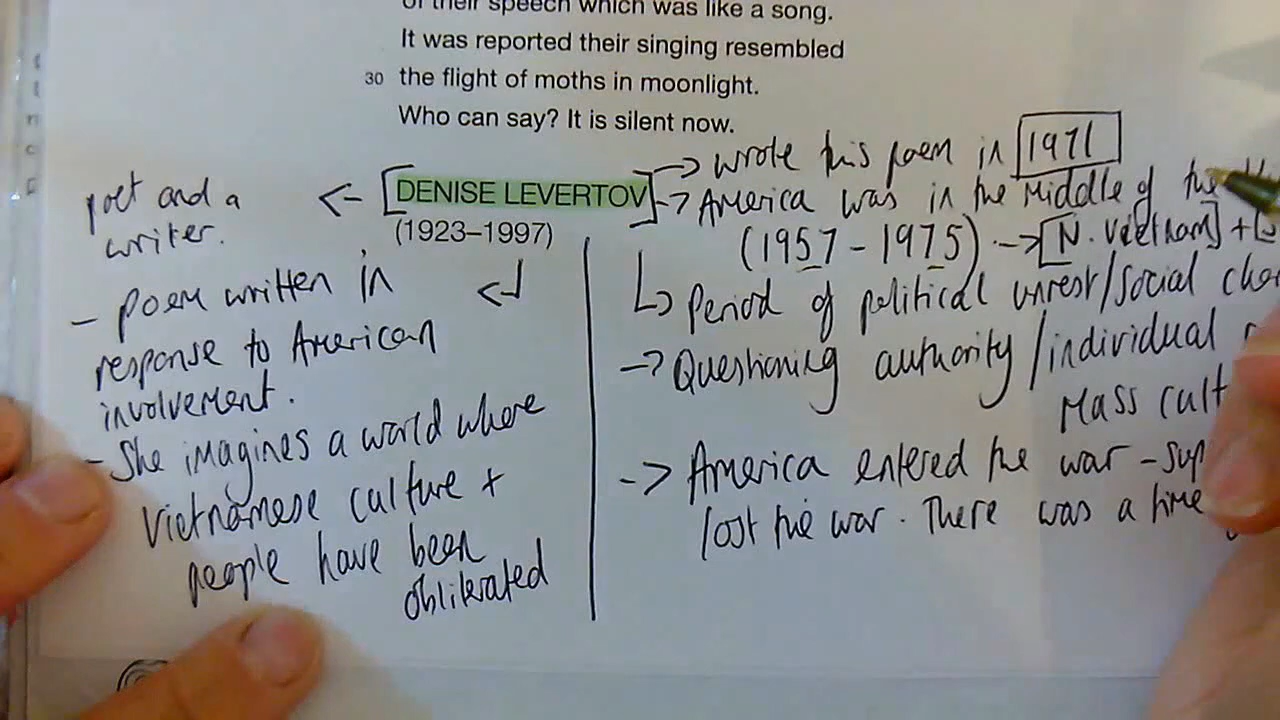 of their speech which was like a song.
It was reported their singing resembled
30 the flight of moths in moonlight.
Who can say? It is silent now.
DENISE LEVERTOV
(1923–1997)
<- poet and a
writer.
- poem written in
response to American
involvement.
- She imagines a world where
Vietnamese culture +
people have been
obliterated
-> wrote this poem in 1971
-> America was in the middle of the
(1957 - 1975) -> [N. Vietnam] + [
Period of political unrest/social
-> Questioning authority/individual
Mass
-> America entered the war -
lost the war. There was a time